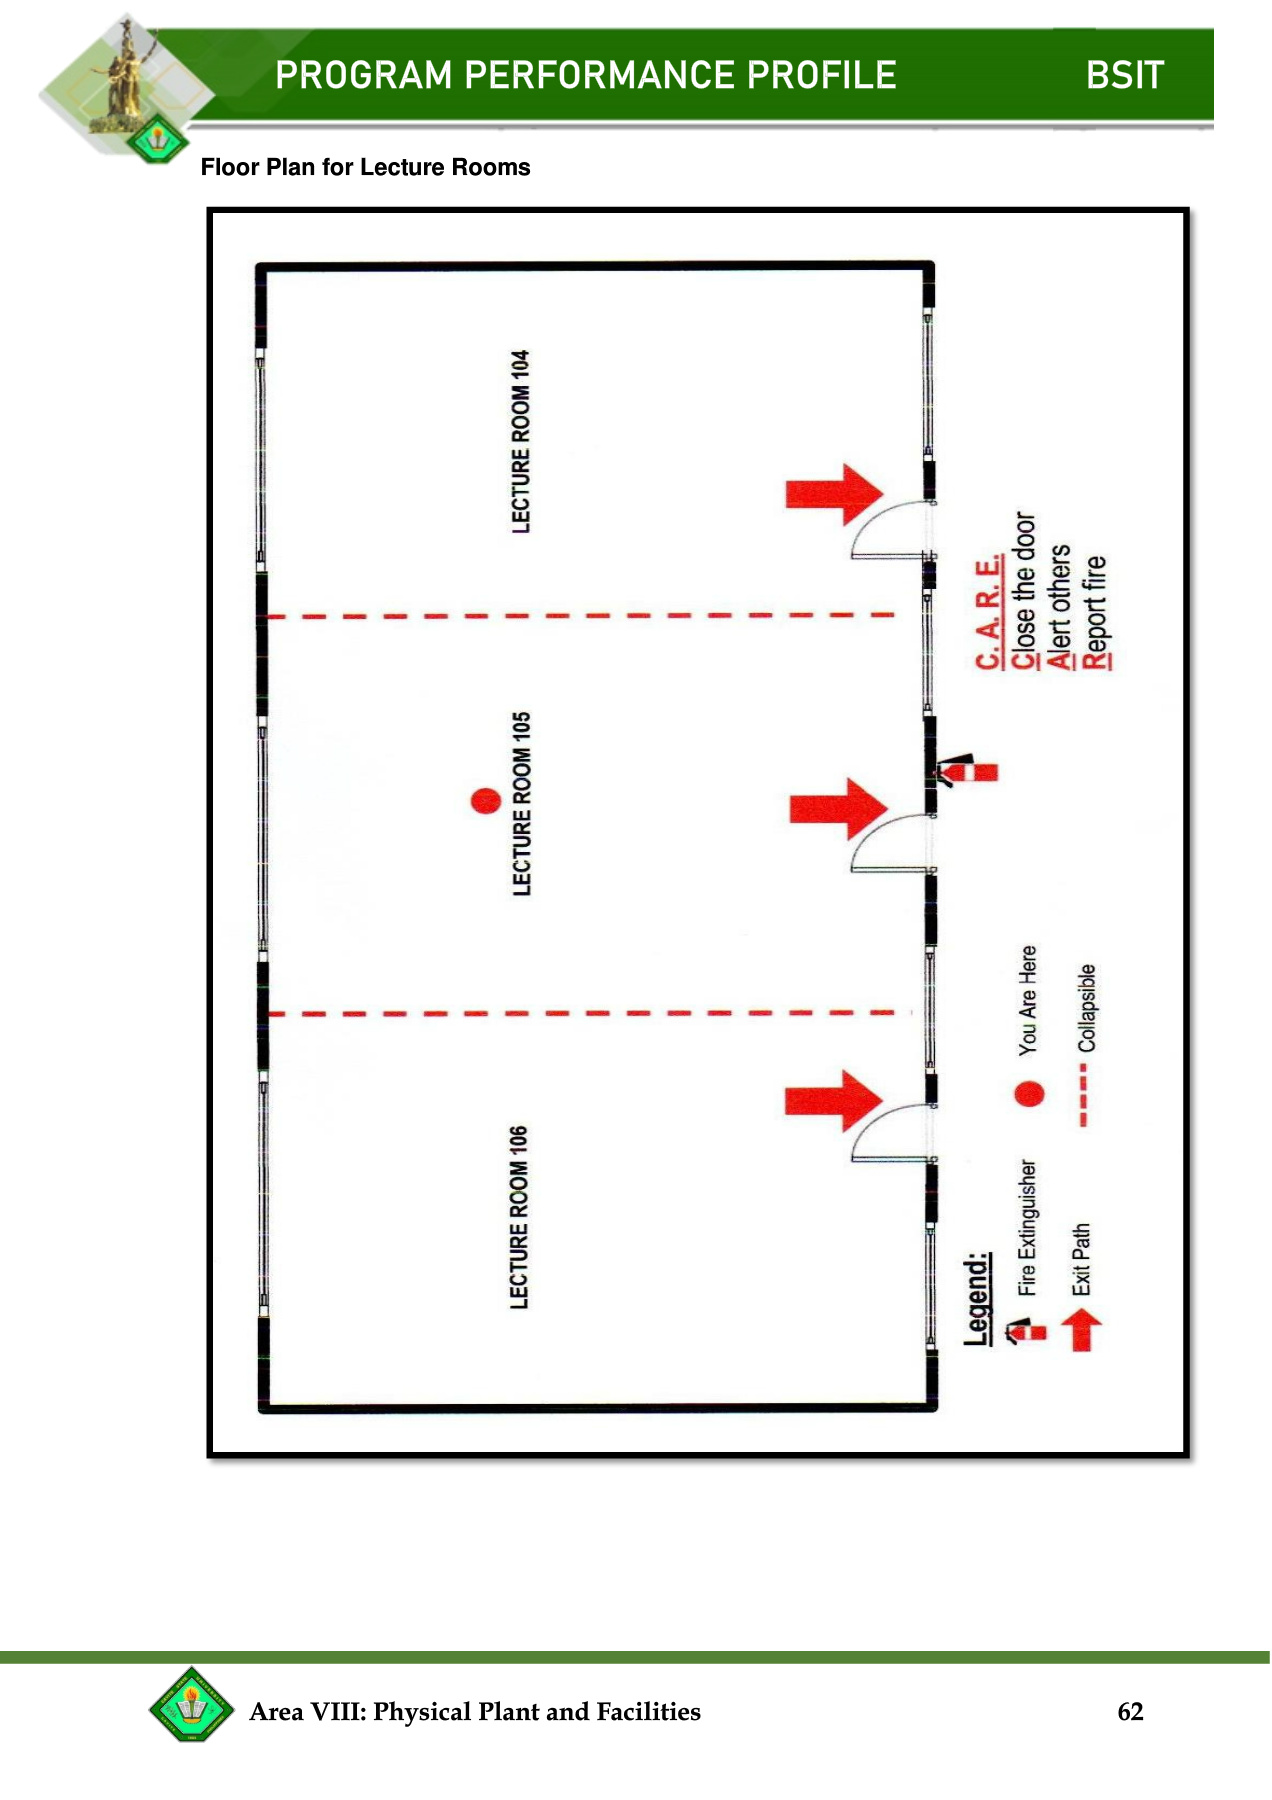 PROGRAM PERFORMANCE PROFILE BSIT
Floor Plan for Lecture Rooms
LECTURE ROOM 104
LECTURE ROOM 105
LECTURE ROOM 106
C. A. R. E.
Close the door
Alert others
Report fire
Legend:
Fire Extinguisher
You Are Here
Exit Path
Collapsible
Area VIII: Physical Plant and Facilities 62